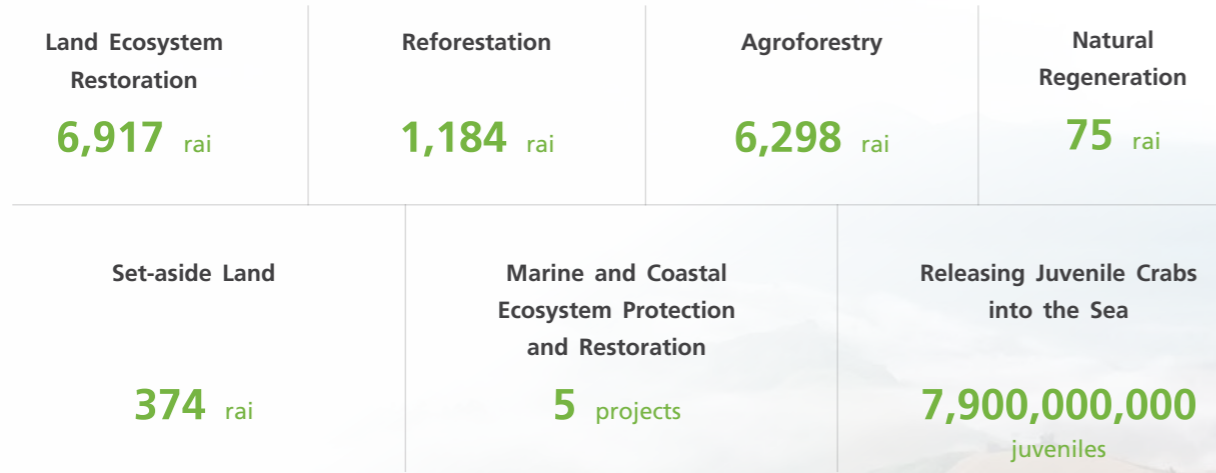 Land Ecosystem
Restoration
6,917 rai
Reforestation
1,184 rai
Agroforestry
6,298 rai
Natural
Regeneration
75 rai
Set-aside Land
374 rai
Marine and Coastal
Ecosystem Protection
and Restoration
5 projects
Releasing Juvenile Crabs
into the Sea
7,900,000,000
juveniles